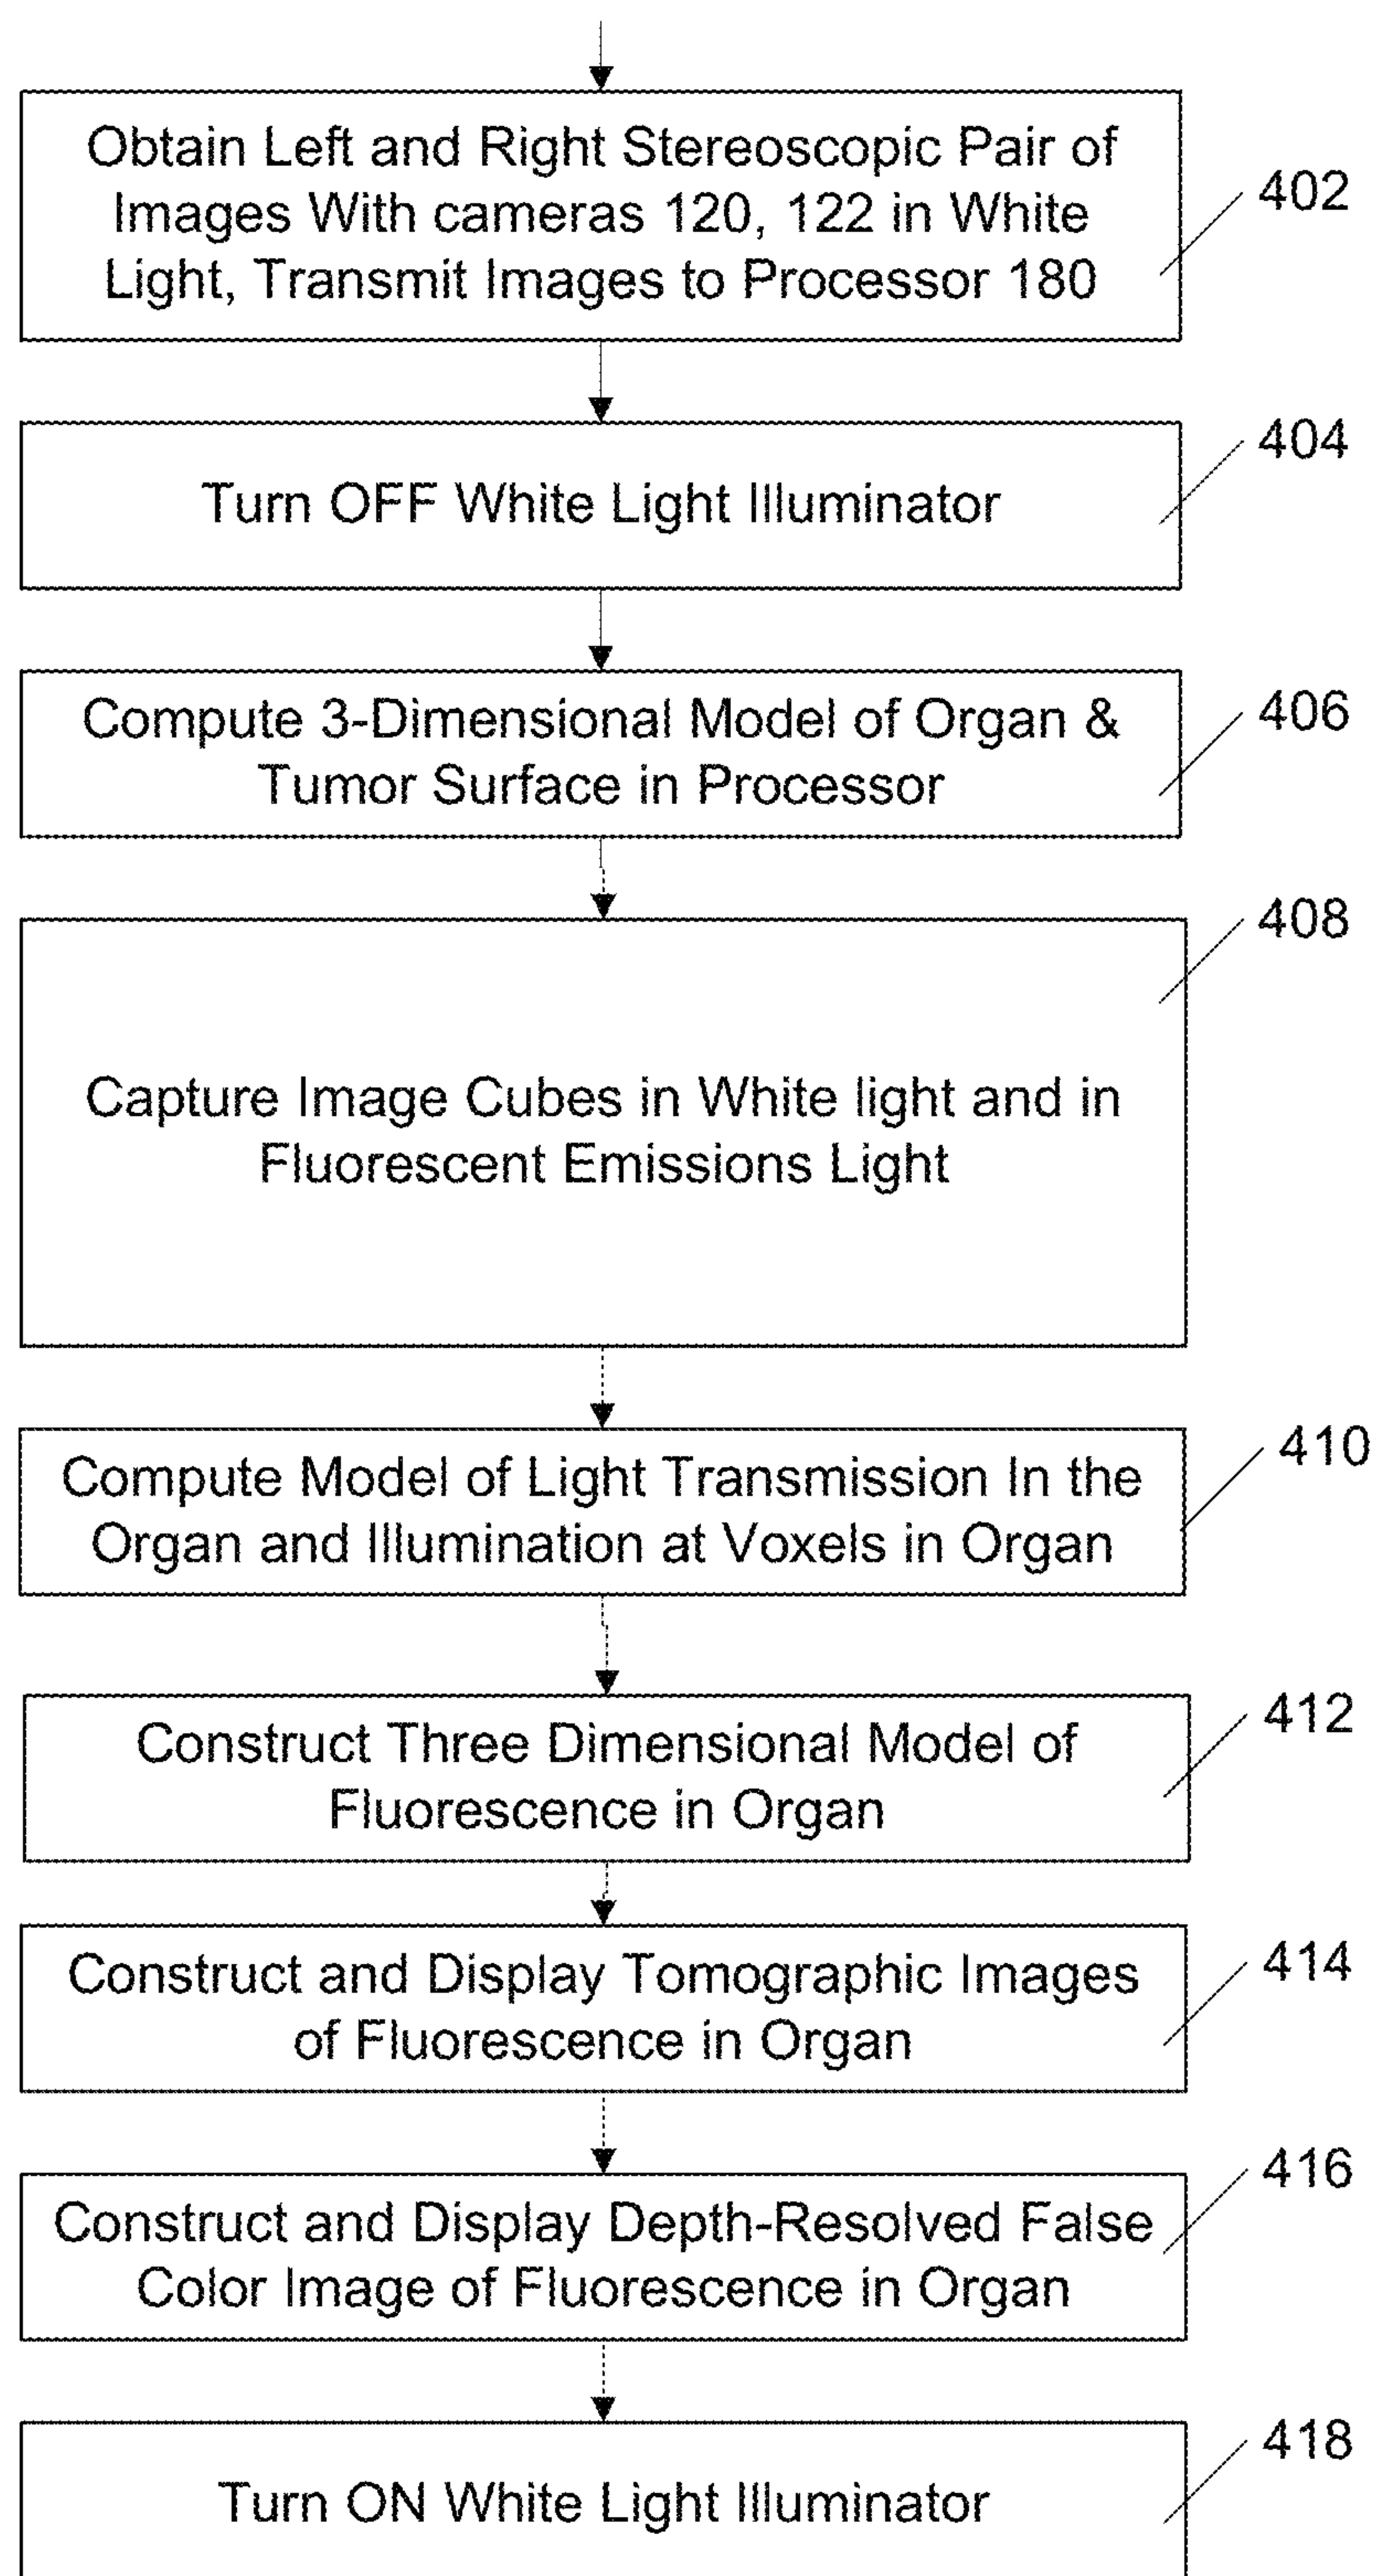 Obtain Left and Right Stereoscopic Pair of
Images With cameras 120, 122 in White
Light, Transmit Images to Processor 180
402
Turn OFF White Light Illuminator
404
Compute 3-Dimensional Model of Organ &
Tumor Surface in Processor
406
Capture Image Cubes in White light and in
Fluorescent Emissions Light
408
Compute Model of Light Transmission In the
Organ and Illumination at Voxels in Organ
410
Construct Three Dimensional Model of
Fluorescence in Organ
412
Construct and Display Tomographic Images
of Fluorescence in Organ
414
Construct and Display Depth-Resolved False
Color Image of Fluorescence in Organ
416
Turn ON White Light Illuminator
418